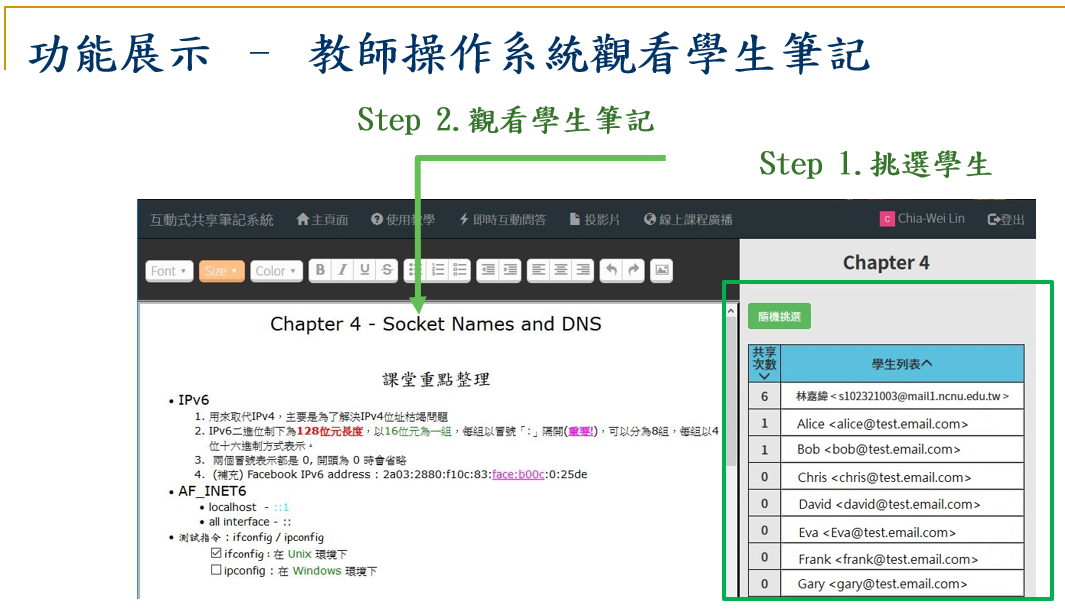 功能展示 – 教師操作系統觀看學生筆記
Step 2.觀看學生筆記
Step 1.挑選學生
互動式共享筆記系統 主頁面 使用教學 即時互動問答 投影片 線上課程廣播 C Chia-Wei Lin 登出
Font Size Color B I U S
Chapter 4
隨機挑選
Chapter 4 - Socket Names and DNS
課堂重點整理
• IPv6
1. 用來取代IPv4，主要是為了解決IPv4位址枯竭問題
2. IPv6二進位制下為128位元長度，以16位元為一組，每組以冒號「:」隔開(重要!)，可以分為8組，每組以4
位十六進制方式表示。
3. 兩個冒號表示都是 0, 開頭為 0 時會省略
4. (補充) Facebook IPv6 address : 2a03:2880:f10c:83:face:b00c:0:25de
• AF_INET6
• localhost - ::1
• all interface - ::
• 測試指令 : ifconfig / ipconfig
ifconfig : 在 Unix 環境下
ipconfig : 在 Windows 環境下
共享
次數
學生列表
6 林嘉緯 < s102321003@mail1.ncnu.edu.tw >
1 Alice <alice@test.email.com>
1 Bob <bob@test.email.com>
0 Chris <chris@test.email.com>
0 David <david@test.email.com>
0 Eva <Eva@test.email.com>
0 Frank <frank@test.email.com>
0 Gary <gary@test.email.com>